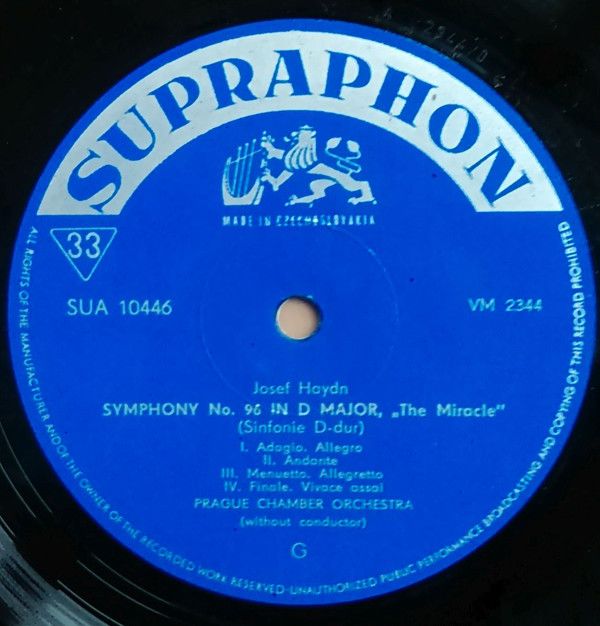 SUPRAPHON
MADE IN CZECHOSLOVAKIA
33
SUA 10446
VM 2344
Josef Haydn
SYMPHONY No. 96 IN D MAJOR, „The Miracle"
(Sinfonie D-dur)
I. Adagio. Allegro
II. Andante
III. Menuetto. Allegretto
IV. Finale. Vivace assai
PRAGUE CHAMBER ORCHESTRA
(without conductor)
G
ALL RIGHTS OF THE MANUFACTURER AND OF THE OWNER OF THE RECORDED WORK RESERVED-UNAUTHORIZED PUBLIC PERFORMANCE BROADCASTING AND COPYING OF THIS RECORD PROHIBITED